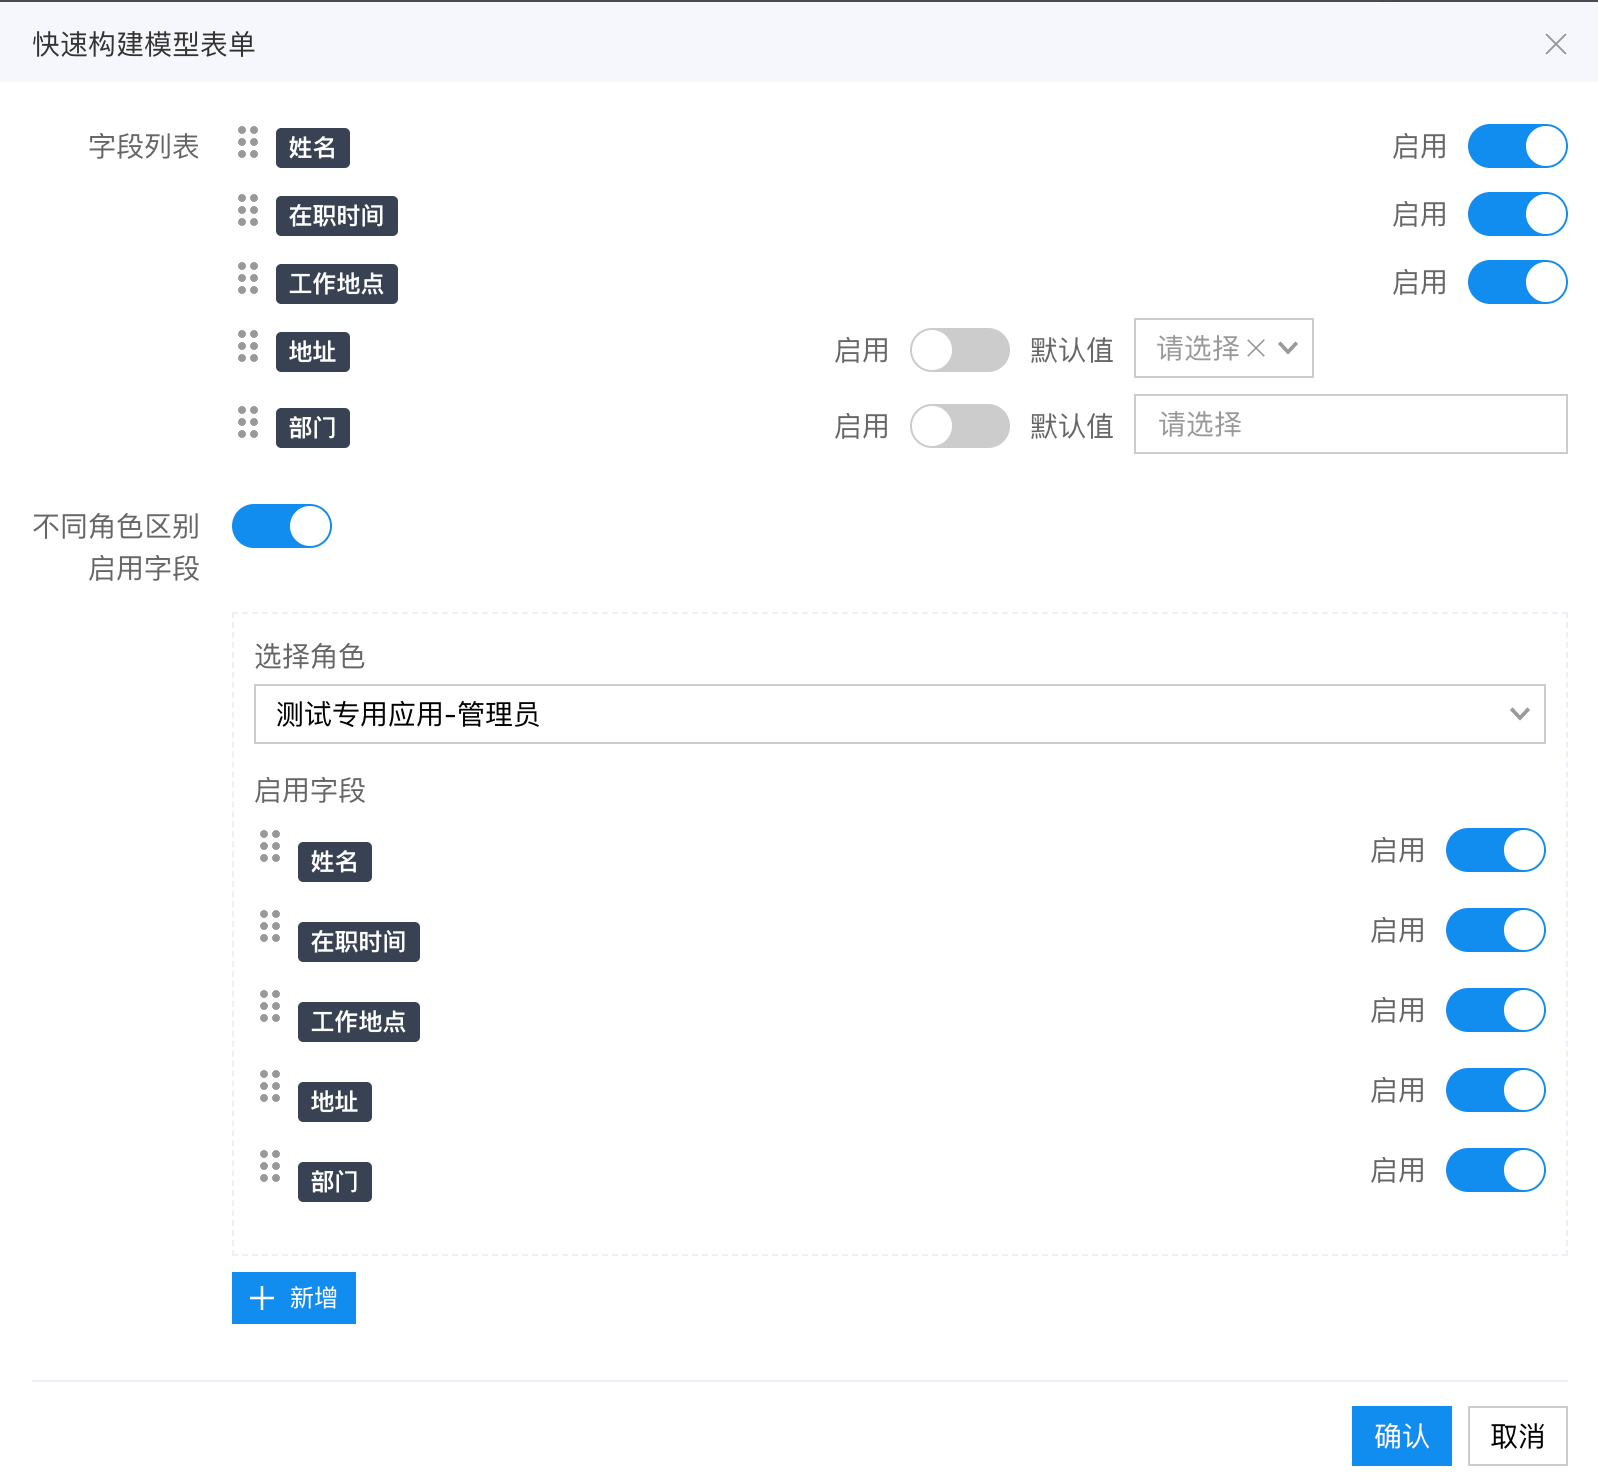 快速构建模型表单
字段列表
姓名 启用
在职时间 启用
工作地点 启用
地址 启用 默认值 请选择
部门 启用 默认值 请选择
不同角色区别
启用字段
选择角色
测试专用应用-管理员
启用字段
姓名 启用
在职时间 启用
工作地点 启用
地址 启用
部门 启用
新增
确认 取消